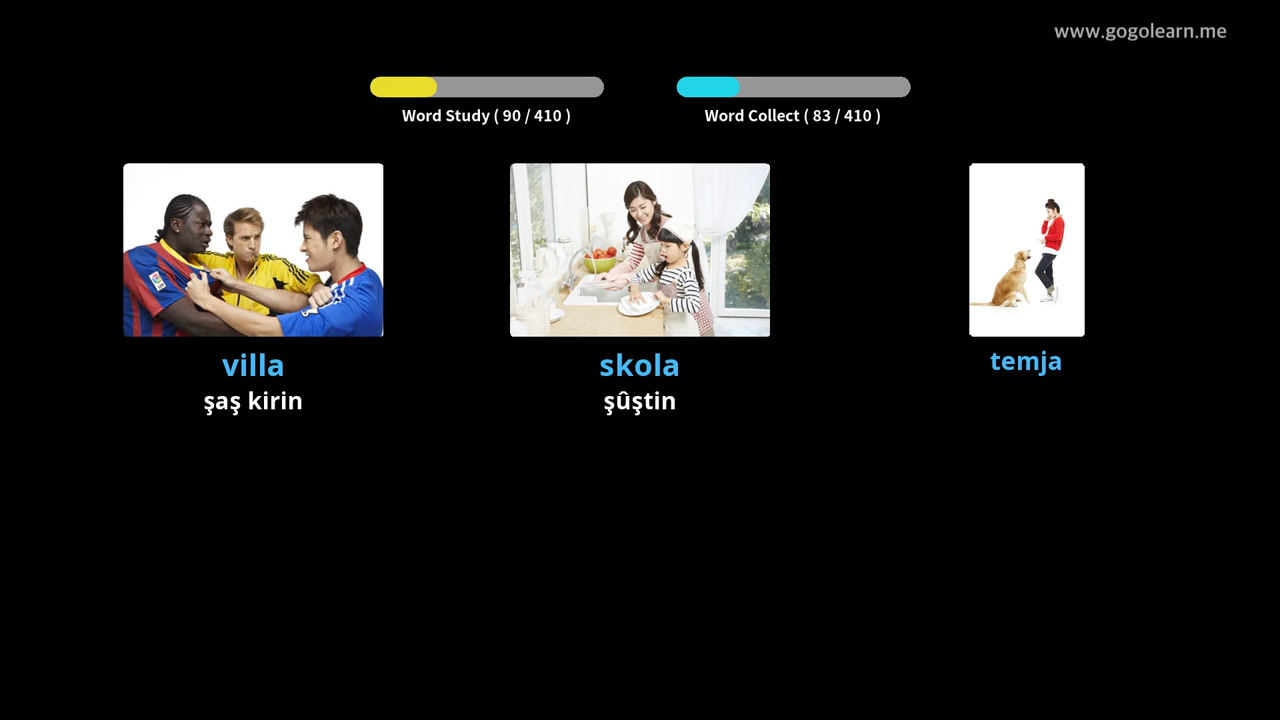 www.gogolearn.me
Word Study ( 90 / 410 )
Word Collect ( 83 / 410 )
villa
şaş kirin
skola
şûştin
temja